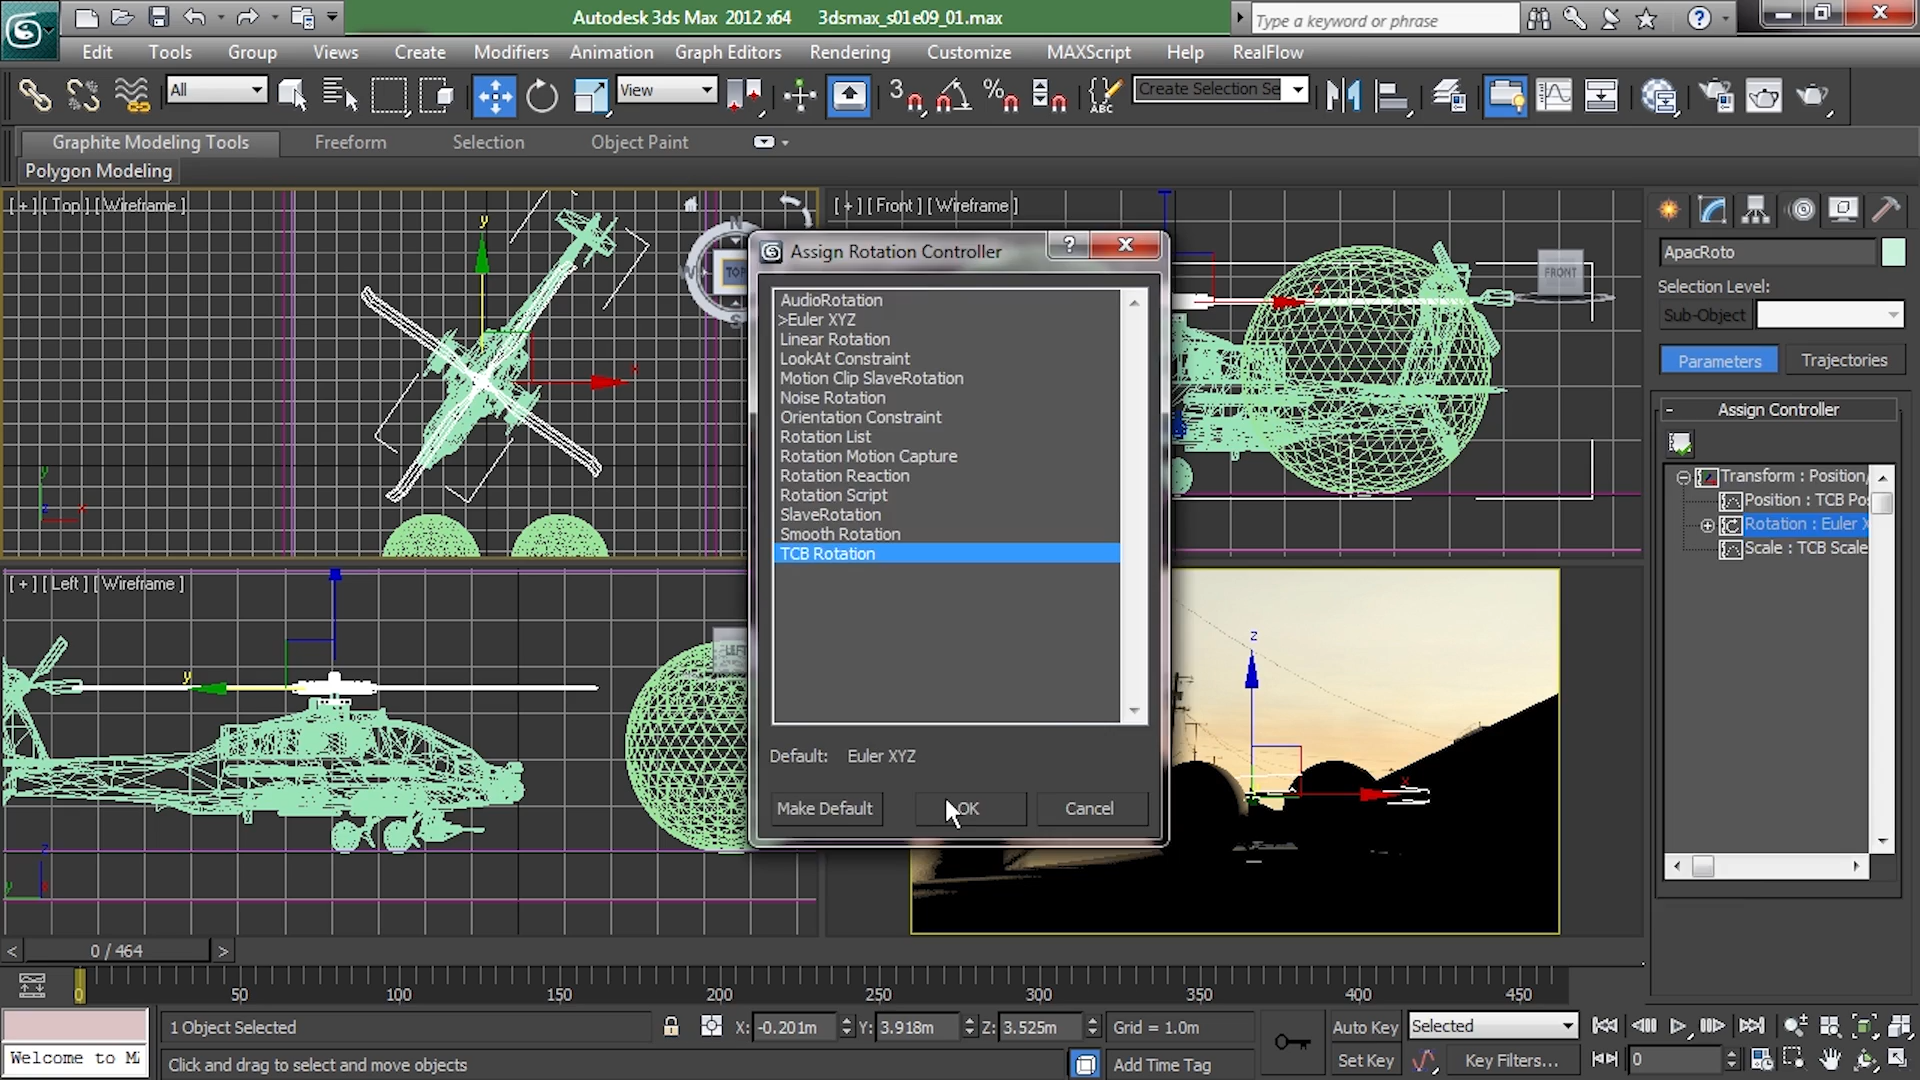 Autodesk 3ds Max 2012 x64 3dsmax_s01e09_01.max
Type a keyword or phrase
Edit Tools Group Views Create Modifiers Animation Graph Editors Rendering Customize MAXScript Help RealFlow
All
View
3
%
ABC
Create Selection Se
Graphite Modeling Tools Freeform Selection Object Paint
Polygon Modeling
[ + ] [ Top ] [ Wireframe ]
[ + ] [ Front ] [ Wireframe ]
[ + ] [ Left ] [ Wireframe ]
N
W
S
TOP
FRONT
y
y
z
x
Assign Rotation Controller
AudioRotation
>Euler XYZ
Linear Rotation
LookAt Constraint
Motion Clip SlaveRotation
Noise Rotation
Orientation Constraint
Rotation List
Rotation Motion Capture
Rotation Reaction
Rotation Script
SlaveRotation
Smooth Rotation
TCB Rotation
Default: Euler XYZ
Make Default OK Cancel
ApacRoto
Selection Level:
Sub-Object
Parameters Trajectories
- Assign Controller
Transform : Position/
Position : TCB Pos
Rotation : Euler X
Scale : TCB Scale
< 0 / 464 >
0 50 100 150 200 250 300 350 400 450
1 Object Selected X: -0.201m Y: 3.918m Z: 3.525m Grid = 1.0m Auto Key Selected
Welcome to M
Click and drag to select and move objects Add Time Tag Set Key Key Filters... 0